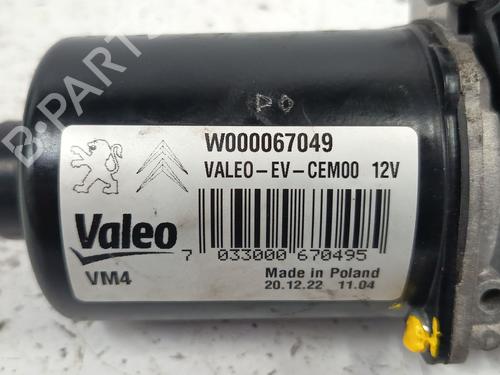 B-PARTS
PO
W000067049
VALEO-EV-CEM00 12V
Valeo
7 033000 670495
VM4
Made in Poland
20.12.22 11.04